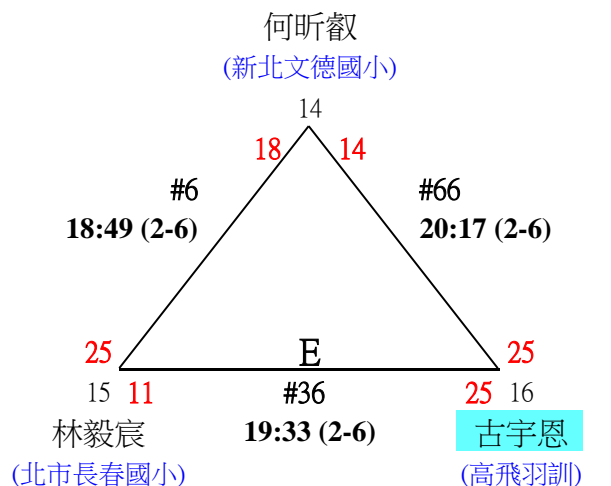 何昕叡
(新北文德國小)
14
18 14
#6 #66
18:49 (2-6) 20:17 (2-6)
25 E 25
15 11 #36 25 16
林毅宸 19:33 (2-6) 古宇恩
(北市長春國小) (高飛羽訓)